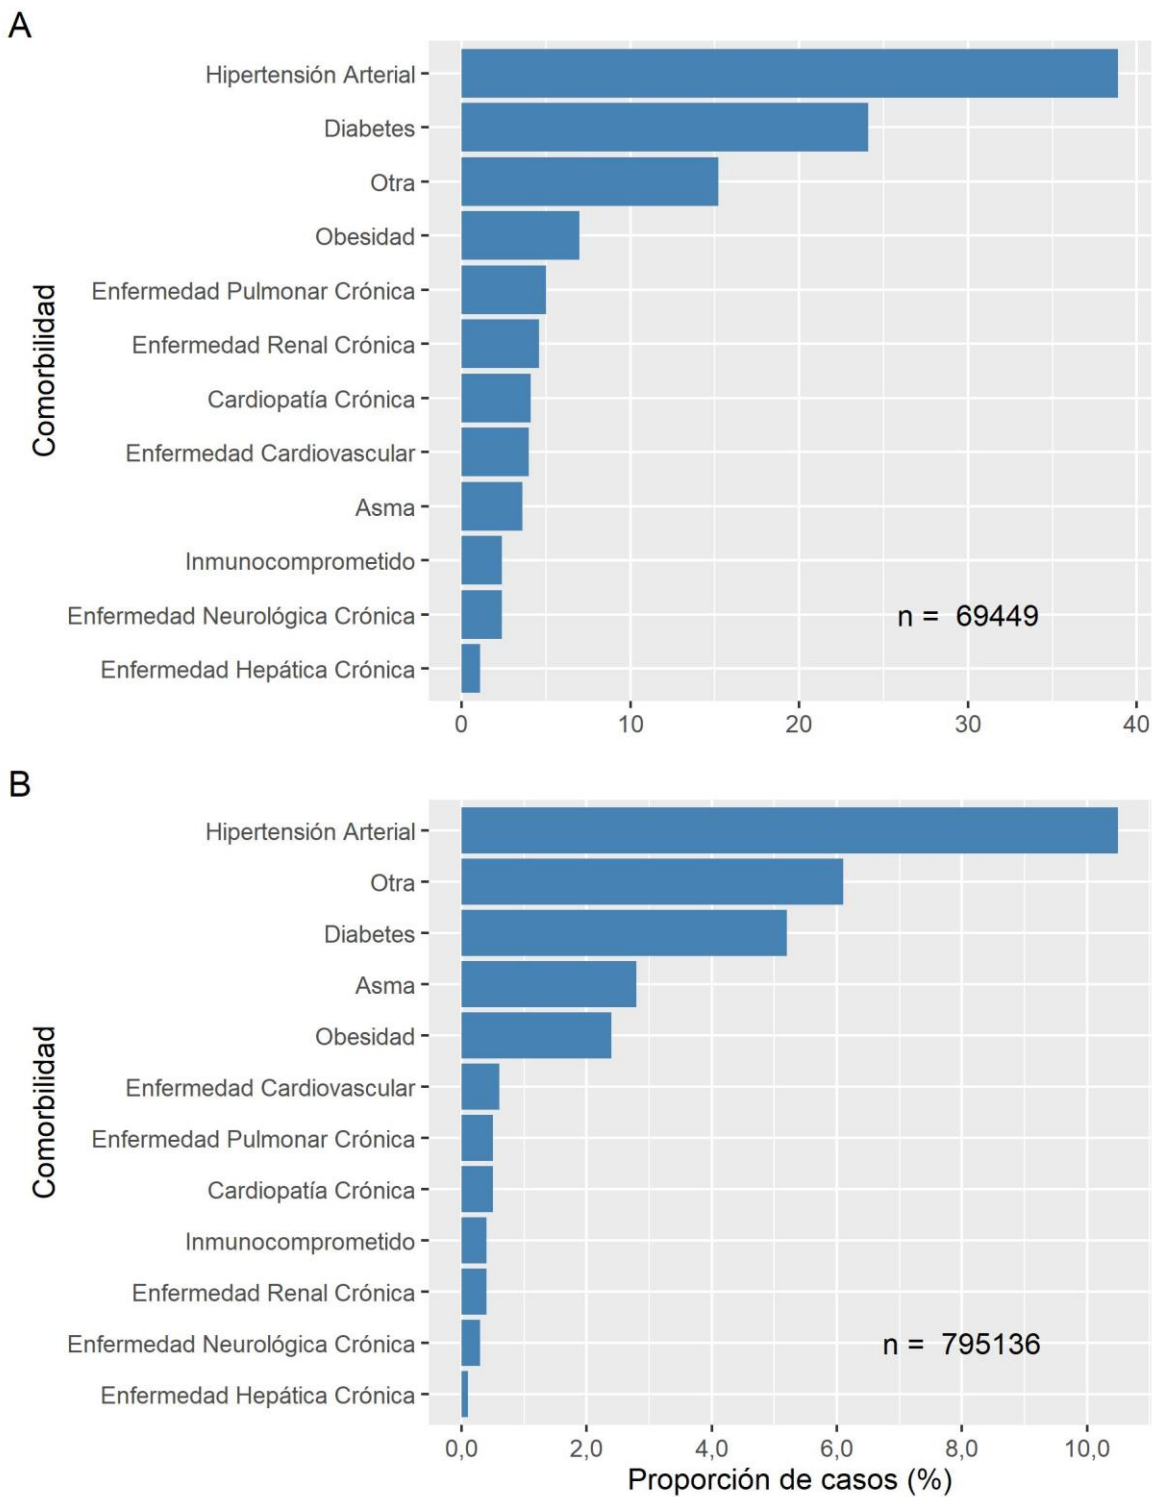 A
Hipertensión Arterial
Diabetes
Otra
Obesidad
Enfermedad Pulmonar Crónica
Enfermedad Renal Crónica
Cardiopatía Crónica
Enfermedad Cardiovascular
Asma
Inmunocomprometido
Enfermedad Neurológica Crónica
Enfermedad Hepática Crónica
Comorbilidad
n = 69449
0 10 20 30 40
B
Hipertensión Arterial
Otra
Diabetes
Asma
Obesidad
Enfermedad Cardiovascular
Enfermedad Pulmonar Crónica
Cardiopatía Crónica
Inmunocomprometido
Enfermedad Renal Crónica
Enfermedad Neurológica Crónica
Enfermedad Hepática Crónica
Comorbilidad
n = 795136
0,0 2,0 4,0 6,0 8,0 10,0
Proporción de casos (%)